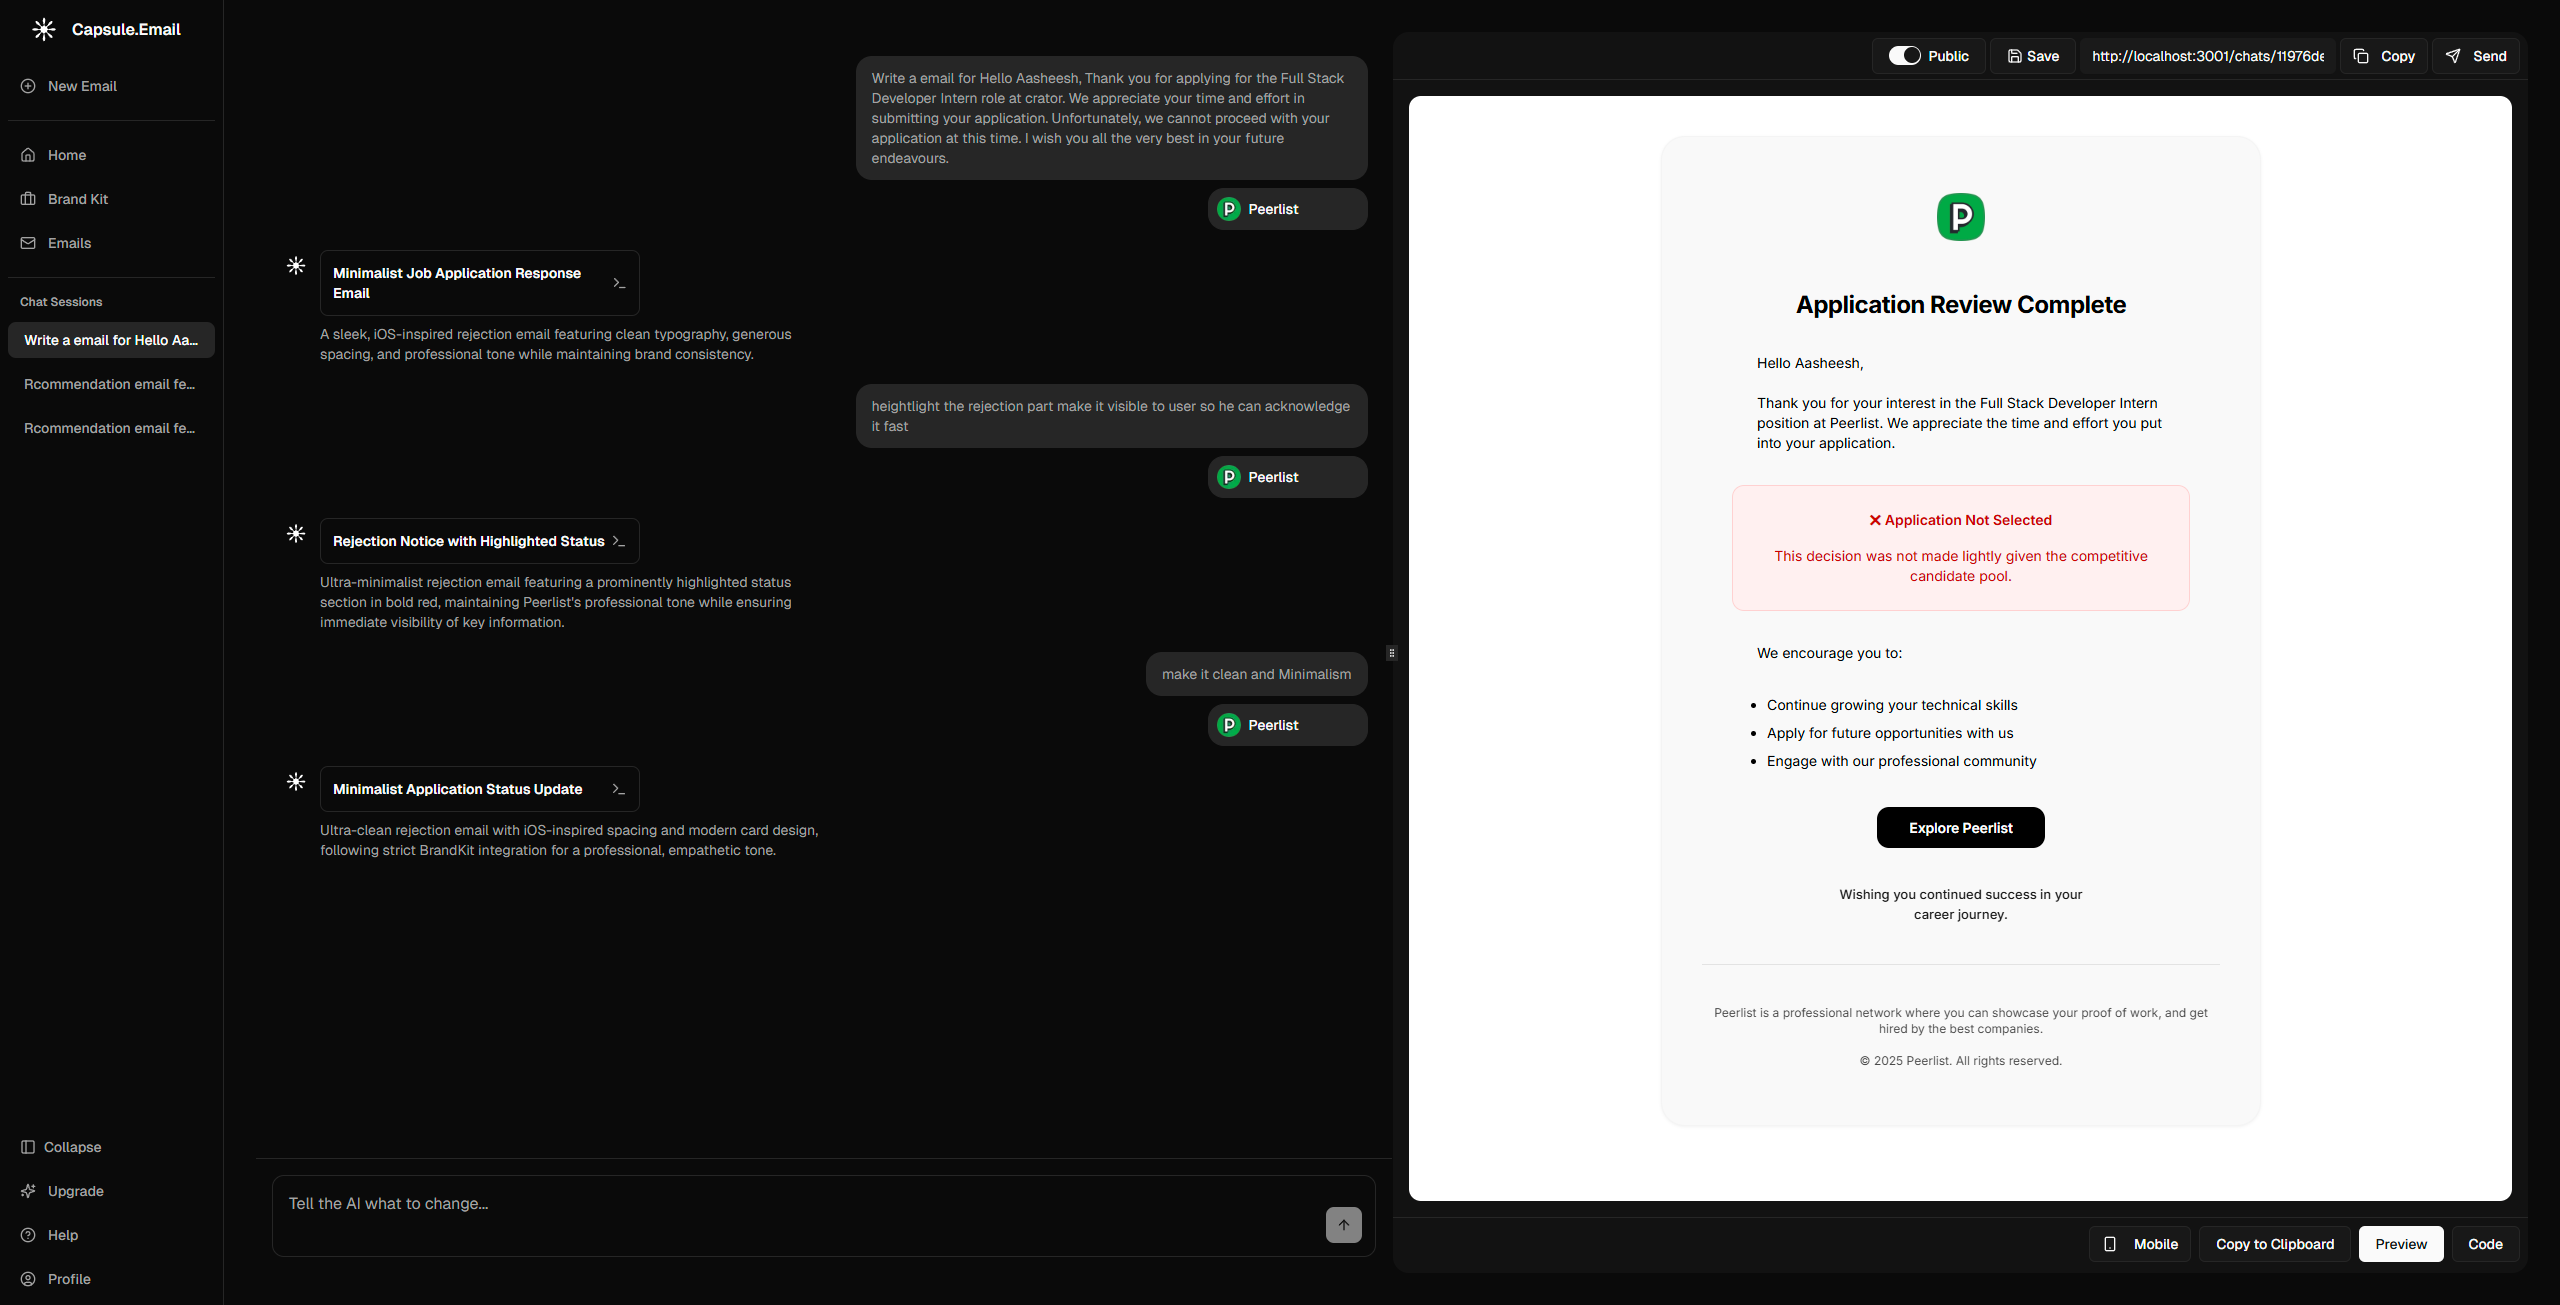 Capsule.Email
New Email
Home
Brand Kit
Emails
Chat Sessions
Write a email for Hello Aa...
Rcommendation email fe...
Rcommendation email fe...
Collapse
Upgrade
Help
Profile
Write a email for Hello Aasheesh, Thank you for applying for the Full Stack
Developer Intern role at crator. We appreciate your time and effort in
submitting your application. Unfortunately, we cannot proceed with your
application at this time. I wish you all the very best in your future
endeavours.
P Peerlist
Minimalist Job Application Response
Email
A sleek, iOS-inspired rejection email featuring clean typography, generous
spacing, and professional tone while maintaining brand consistency.
heightlight the rejection part make it visible to user so he can acknowledge
it fast
P Peerlist
Rejection Notice with Highlighted Status
Ultra-minimalist rejection email featuring a prominently highlighted status
section in bold red, maintaining Peerlist's professional tone while ensuring
immediate visibility of key information.
make it clean and Minimalism
P Peerlist
Minimalist Application Status Update
Ultra-clean rejection email with iOS-inspired spacing and modern card design,
following strict BrandKit integration for a professional, empathetic tone.
Tell the AI what to change...
Public
Save
http://localhost:3001/chats/11976de
Copy
Send
P
Application Review Complete
Hello Aasheesh,
Thank you for your interest in the Full Stack Developer Intern
position at Peerlist. We appreciate the time and effort you put
into your application.
❌ Application Not Selected
This decision was not made lightly given the competitive
candidate pool.
We encourage you to:
• Continue growing your technical skills
• Apply for future opportunities with us
• Engage with our professional community
Explore Peerlist
Wishing you continued success in your
career journey.
Peerlist is a professional network where you can showcase your proof of work, and get
hired by the best companies.
© 2025 Peerlist. All rights reserved.
Mobile
Copy to Clipboard
Preview
Code